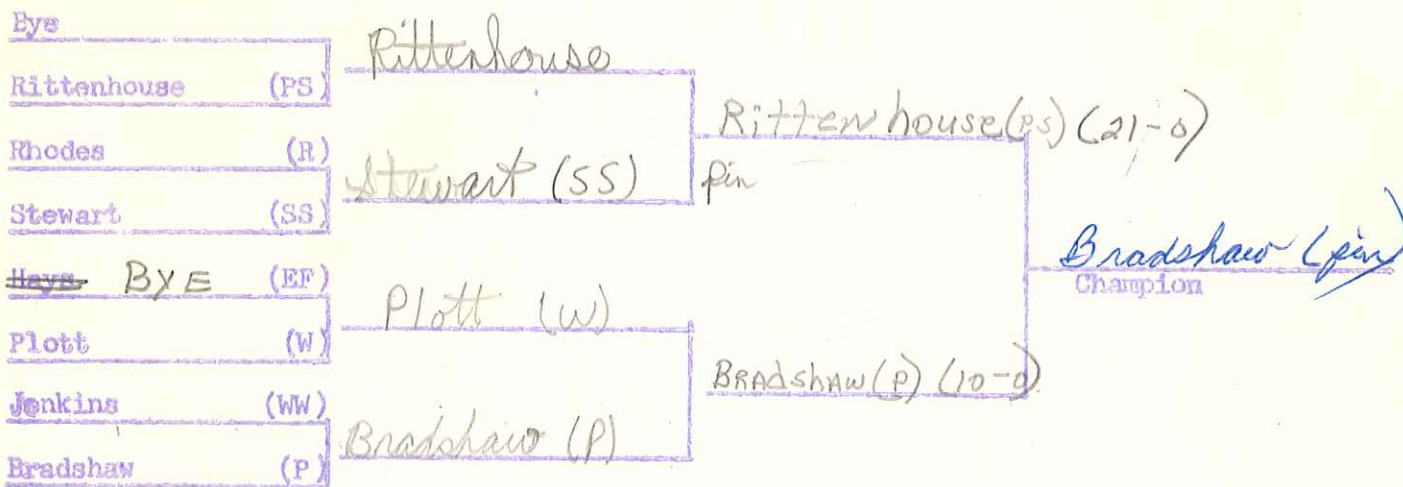 Bye
Rittenhouse (PS)
Rittenhouse
Rhodes (R)
Rittenhouse (PS) (21-0)
Stewart (SS)
Stewart (SS)
pin
Hays BYE (EF)
Bradshaw (pin)
Champion
Plott (W)
Plott (W)
Jenkins (WW)
BRAdshAW (P) (10-0)
Bradshaw (P)
Bradshaw (P)